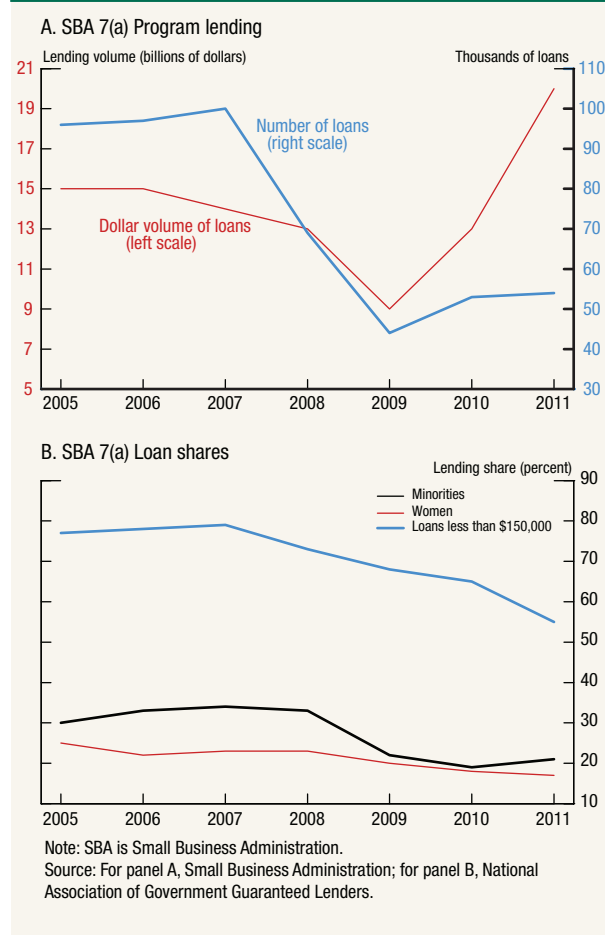 A. SBA 7(a) Program lending
Lending volume (billions of dollars)
Thousands of loans
21
19
17
15
13
11
9
7
5
110
100
90
80
70
60
50
40
30
Number of loans
(right scale)
Dollar volume of loans
(left scale)
2005 2006 2007 2008 2009 2010 2011
B. SBA 7(a) Loan shares
Lending share (percent)
Minorities
Women
Loans less than $150,000
90
80
70
60
50
40
30
20
10
2005 2006 2007 2008 2009 2010 2011
Note: SBA is Small Business Administration.
Source: For panel A, Small Business Administration; for panel B, National
Association of Government Guaranteed Lenders.